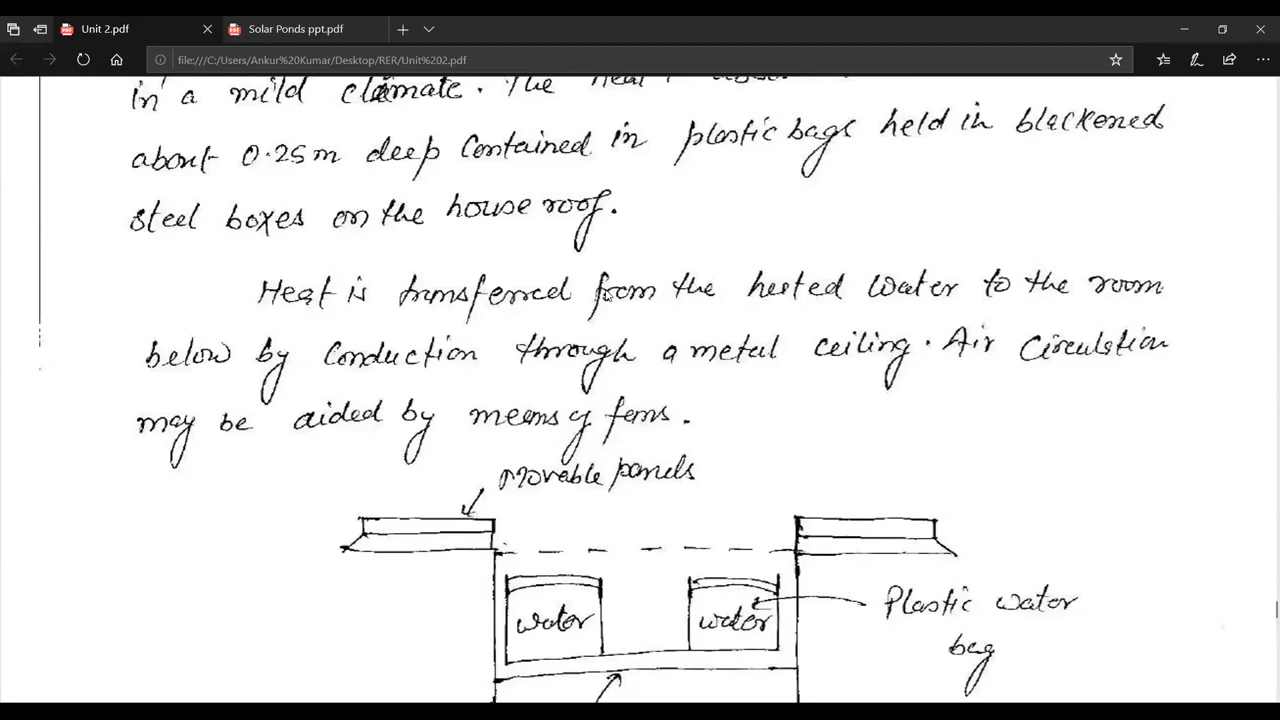 Unit 2.pdf
Solar Ponds ppt.pdf
file:///C:/Users/Ankur%20Kumar/Desktop/RER/Unit%202.pdf
in a mild climate. The heat
about 0.25m deep contained in plastic bags held in blackened
steel boxes on the house roof.
Heat is transferred from the heated water to the room
below by conduction through a metal ceiling. Air circulation
may be aided by means of fans.
Movable panels
water
water
Plastic water
bag